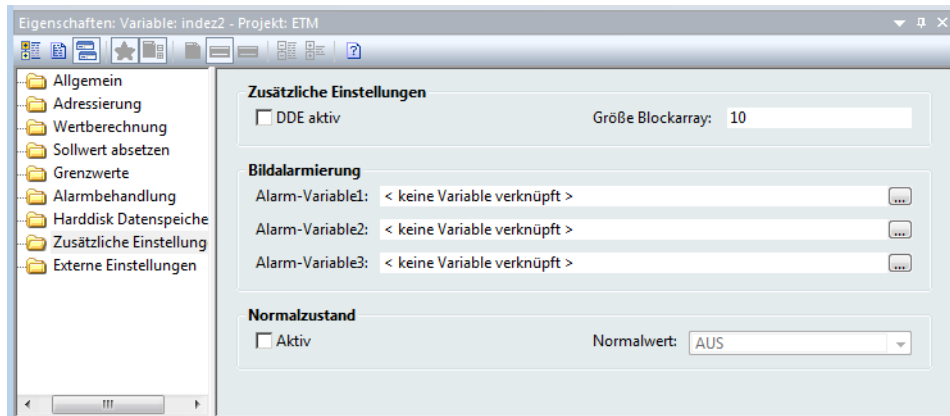 Eigenschaften: Variable: indez2 - Projekt: ETM
Allgemein
Adressierung
Wertberechnung
Sollwert absetzen
Grenzwerte
Alarmbehandlung
Harddisk Datenspeiche
Zusätzliche Einstellung
Externe Einstellungen
Zusätzliche Einstellungen
DDE aktiv Größe Blockarray: 10
Bildalarmierung
Alarm-Variable1: < keine Variable verknüpft > ...
Alarm-Variable2: < keine Variable verknüpft > ...
Alarm-Variable3: < keine Variable verknüpft > ...
Normalzustand
Aktiv Normalwert: AUS